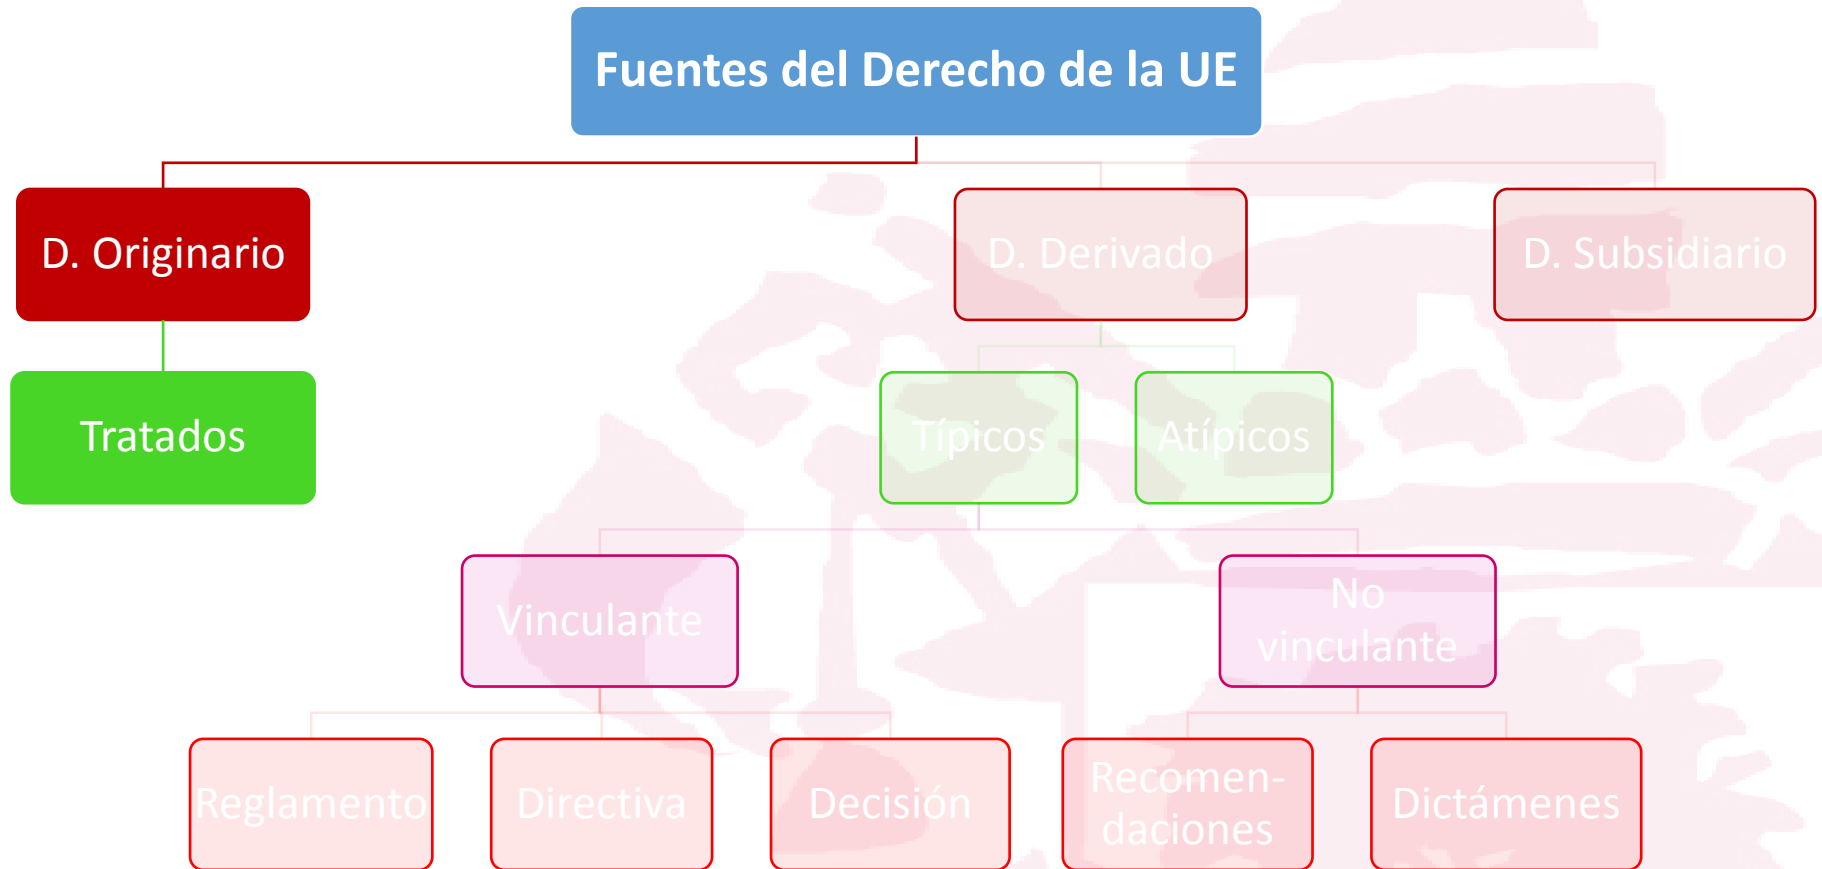 Fuentes del Derecho de la UE
D. Originario
D. Derivado
D. Subsidiario
Tratados
Típicos
Atípicos
Vinculante
No
vinculante
Reglamento
Directiva
Decisión
Recomen-
daciones
Dictámenes